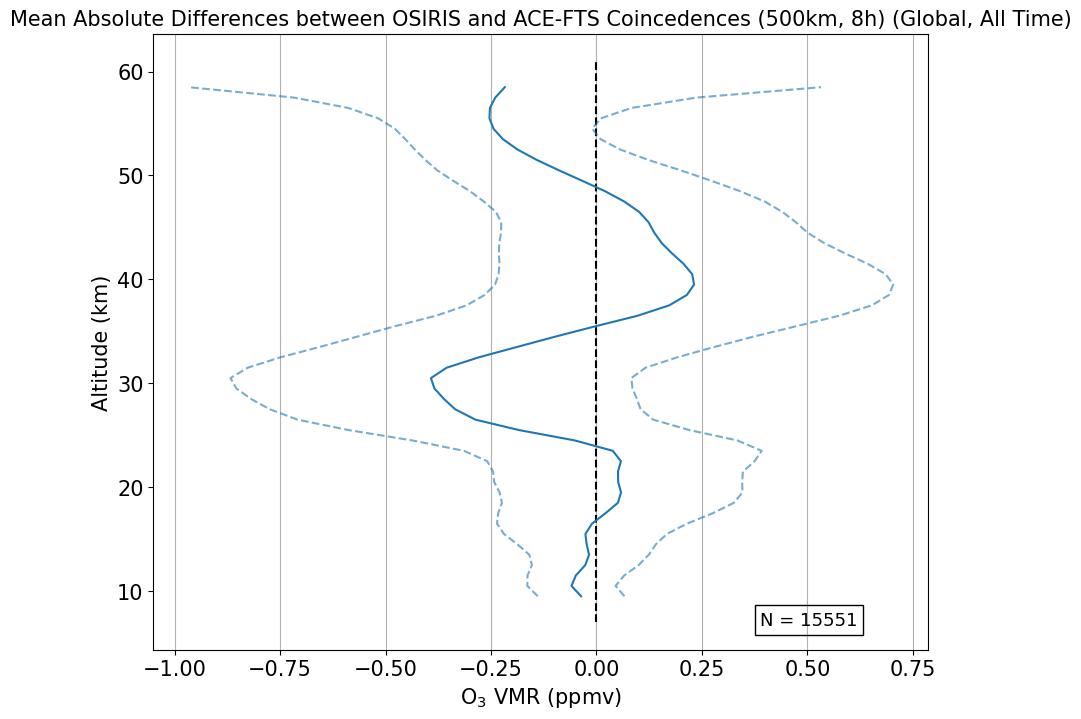 Mean Absolute Differences between OSIRIS and ACE-FTS Coincedences (500km, 8h) (Global, All Time)
Altitude (km)
60
50
40
30
20
10
N = 15551
−1.00 −0.75 −0.50 −0.25 0.00 0.25 0.50 0.75
O₃ VMR (ppmv)